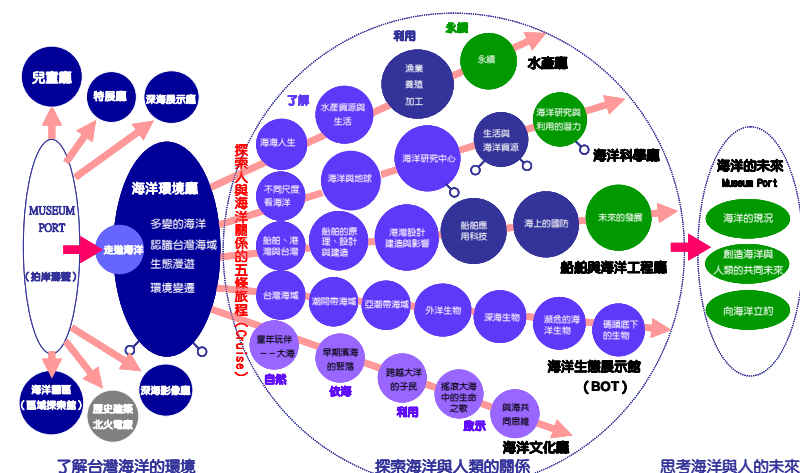 兒童廳
特展廳
深海展示廳
MUSEUM
PORT
(拍岸濤聲)
走進海洋
海洋環境廳
多變的海洋
認識台灣海域
生態漫遊
環境變遷
海洋園區
(區域探索館)
歷史建築
北火電廠
深海影像廳
了解台灣海洋的環境
探索人與海洋關係的五條旅程(Cruise)
了解
利用
永續
海海人生
水產資源與
生活
漁業
養殖
加工
永續
水產廳
不同尺度
看海洋
海洋與地球
海洋研究中心
生活與
海洋資源
海洋研究與
利用的潛力
海洋科學廳
船舶、港
灣與台灣
船舶的原
理、設計
與建造
港灣設計
建造與影響
船舶應
用科技
海上的國防
未來的發展
船舶與海洋工程廳
台灣海域
潮間帶海域
亞潮帶海域
外洋生物
深海生物
瀕危的海
洋生物
碼頭底下
的生物
海洋生態展示館
(BOT)
童年玩伴
－－大海
自然
早期濱海
的聚落
依海
跨越大洋
的子民
利用
搖滾大海
中的生命
之歌
啟示
與海共
同思維
海洋文化廳
探索海洋與人類的關係
海洋的未來
Museum Port
海洋的現況
創造海洋與
人類的共同未來
向海洋立約
思考海洋與人的未來